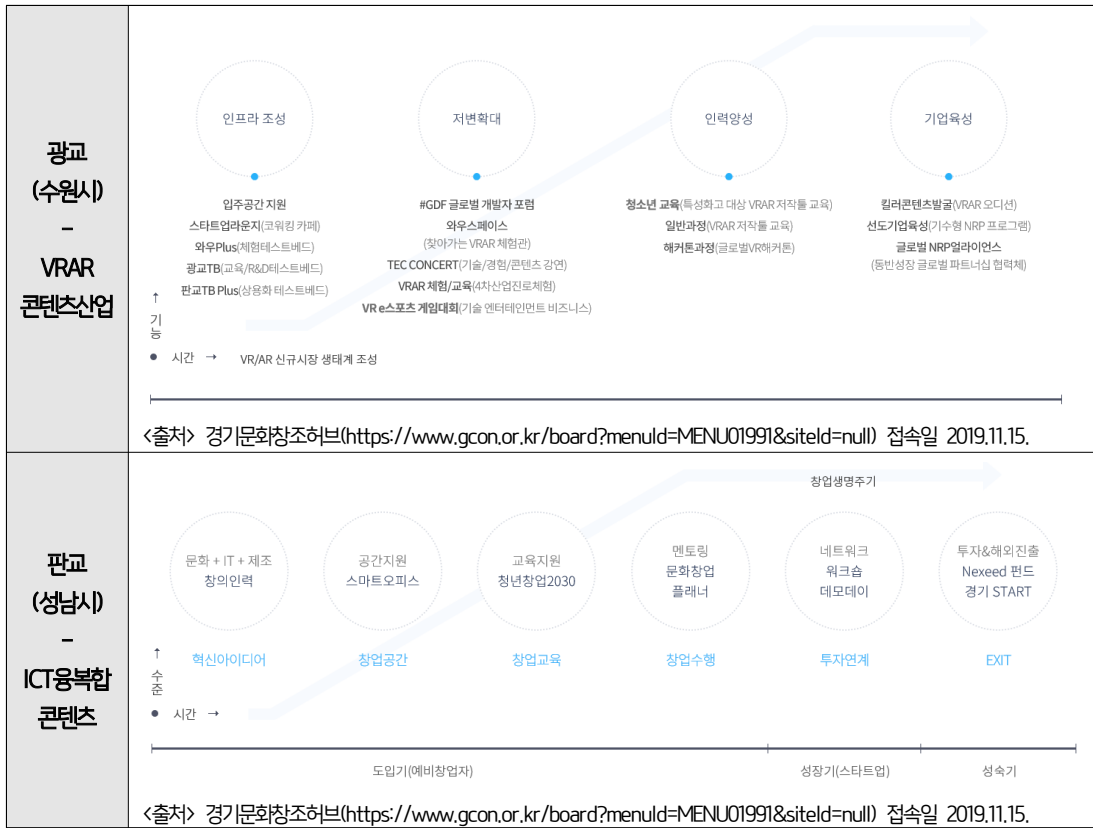 광교
(수원시)
-
VRAR
콘텐츠산업
인프라 조성
입주공간 지원
스타트업라운지(코워킹 카페)
와우Plus(체험테스트베드)
광교TB(교육/R&D테스트베드)
판교TB Plus(상용화 테스트베드)
저변확대
#GDF 글로벌 개발자 포럼
와우스페이스
(찾아가는 VRAR 체험관)
TEC CONCERT(기술/경험/콘텐츠 강연)
VRAR 체험/교육(4차산업진로체험)
VR e스포츠 게임대회(기술 엔터테인먼트 비즈니스)
인력양성
청소년 교육(특성화고 대상 VRAR 저작툴 교육)
일반과정(VRAR 저작툴 교육)
해커톤과정(글로벌VR해커톤)
기업육성
킬러콘텐츠발굴(VRAR 오디션)
선도기업육성(기수형 NRP 프로그램)
글로벌 NRP얼라이언스
(동반성장 글로벌 파트너십 협력체)
↑
기
능
● 시간 → VR/AR 신규시장 생태계 조성
<출처> 경기문화창조허브(https://www.gcon.or.kr/board?menuId=MENU01991&siteId=null) 접속일 2019.11.15.
판교
(성남시)
-
ICT융복합
콘텐츠
창업생명주기
문화 + IT + 제조
창의인력
혁신아이디어
공간지원
스마트오피스
창업공간
교육지원
청년창업2030
창업교육
멘토링
문화창업
플래너
창업수행
네트워크
워크숍
데모데이
투자연계
투자&해외진출
Nexeed 펀드
경기 START
EXIT
↑
수
준
● 시간 →
도입기(예비창업자)
성장기(스타트업)
성숙기
<출처> 경기문화창조허브(https://www.gcon.or.kr/board?menuId=MENU01991&siteId=null) 접속일 2019.11.15.